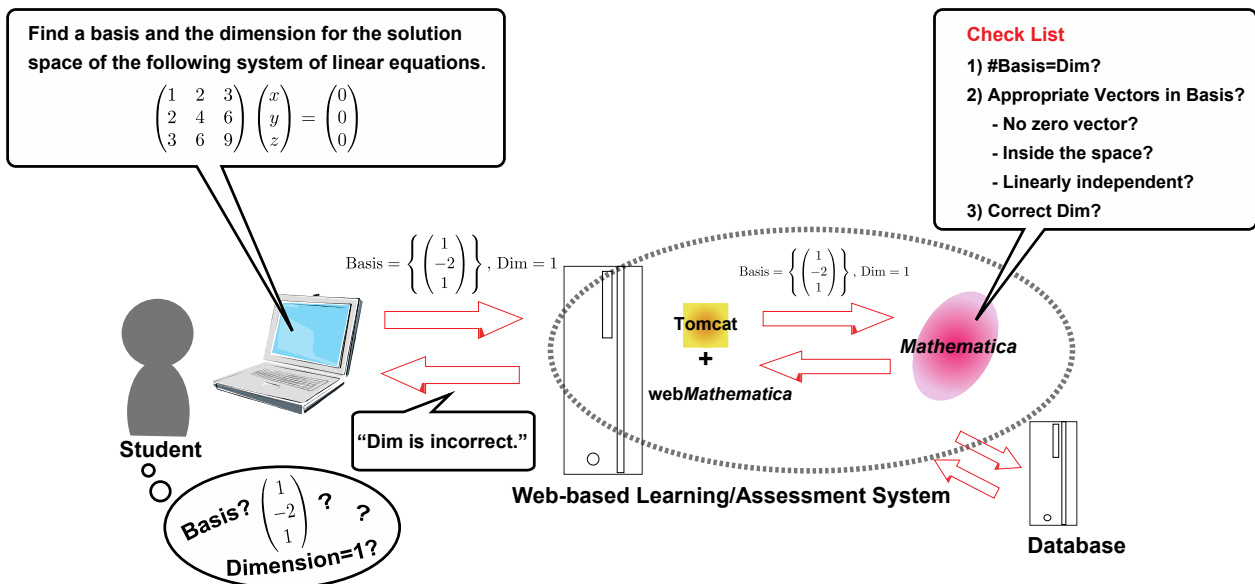 Find a basis and the dimension for the solution
space of the following system of linear equations.
(1 2 3) (x) (0)
(2 4 6) (y) = (0)
(3 6 9) (z) (0)
Check List
1) #Basis=Dim?
2) Appropriate Vectors in Basis?
- No zero vector?
- Inside the space?
- Linearly independent?
3) Correct Dim?
Basis = { ( 1 −2 1 ) } , Dim = 1
Basis = { ( 1 −2 1 ) } , Dim = 1
Tomcat
+
webMathematica
Mathematica
“Dim is incorrect.”
Student
Basis? ( 1 −2 1 ) ? ?
Dimension=1?
Web-based Learning/Assessment System
Database